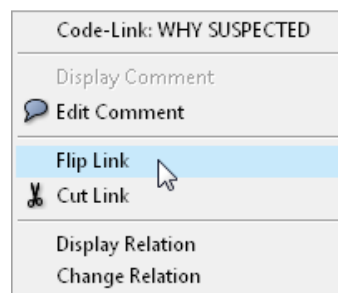 Code-Link: WHY SUSPECTED
Display Comment
Edit Comment
Flip Link
Cut Link
Display Relation
Change Relation